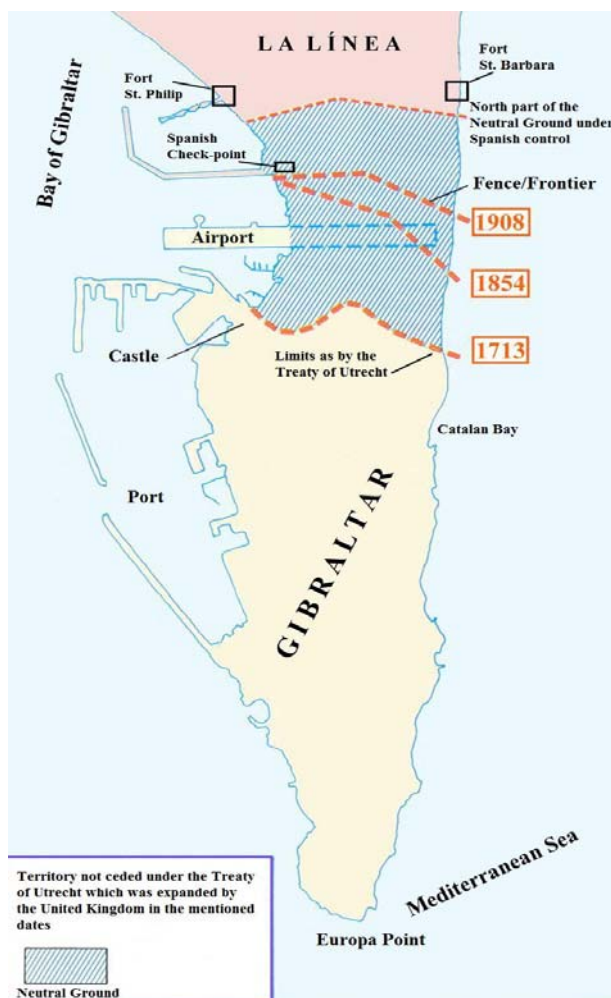 LA LÍNEA
Fort
St. Philip
Fort
St. Barbara
Bay of Gibraltar
North part of the
Neutral Ground under
Spanish control
Spanish
Check-point
Fence/Frontier
1908
Airport
1854
Castle
Limits as by the
Treaty of Utrecht
1713
Catalan Bay
Port
GIBRALTAR
Mediterranean Sea
Europa Point
Territory not ceded under the Treaty
of Utrecht which was expanded by
the United Kingdom in the mentioned
dates
Neutral Ground